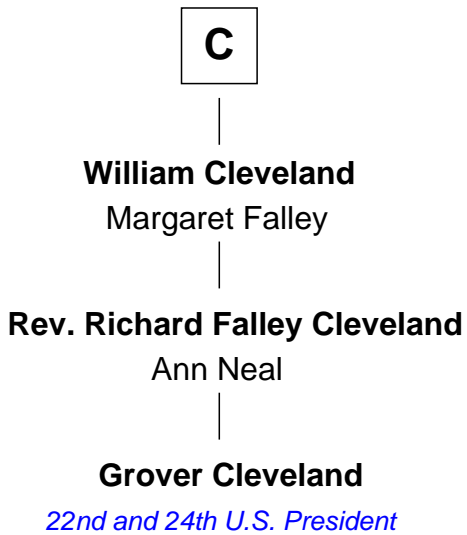 C
William Cleveland
Margaret Falley
Rev. Richard Falley Cleveland
Ann Neal
Grover Cleveland
22nd and 24th U.S. President